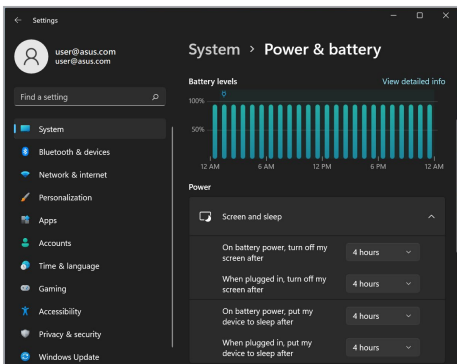 Settings
user@asus.com
user@asus.com
Find a setting
System
Bluetooth & devices
Network & internet
Personalization
Apps
Accounts
Time & language
Gaming
Accessibility
Privacy & security
Windows Update
System > Power & battery
Battery levels
View detailed info
100%
50%
12 AM 6 AM 12 PM 6 PM 12 AM
Power
Screen and sleep
On battery power, turn off my
screen after
4 hours
When plugged in, turn off my
screen after
4 hours
On battery power, put my
device to sleep after
4 hours
When plugged in, put my
device to sleep after
4 hours